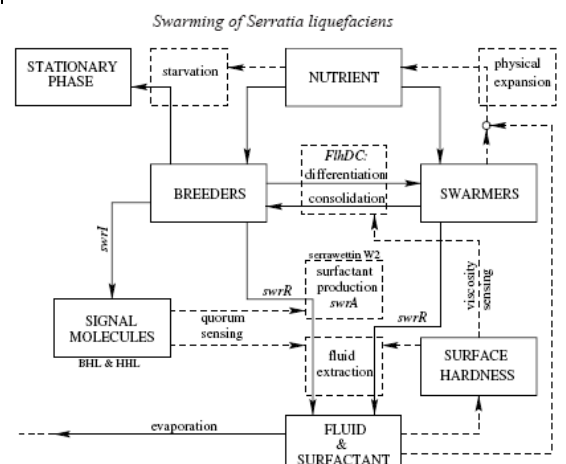 Swarming of Serratia liquefaciens
STATIONARY
PHASE
starvation
NUTRIENT
physical
expansion
FlhDC:
differentiation
consolidation
BREEDERS
SWARMERS
swrI
serrawettin W2
surfactant
production
swrA
swrR
swrR
viscosity
sensing
SIGNAL
MOLECULES
BHL & HHL
quorum
sensing
fluid
extraction
SURFACE
HARDNESS
evaporation
FLUID
&
SURFACTANT